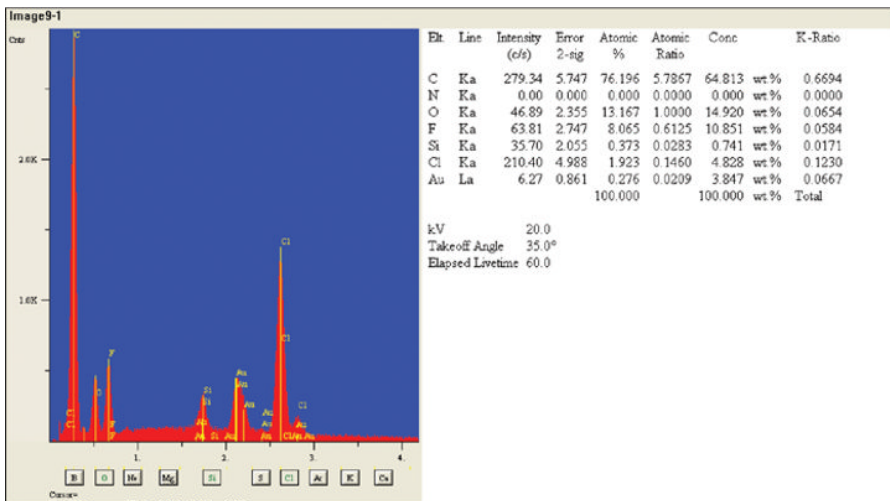 Image9-1
Cnts
2.0K
1.0K
C
O
F
Cl
Cl
F
F
Si
Si
Au
Au
Si
Au
Au
Au
Au
Au
Au
Au
Cl
Cl
Cl
Au
Cl Au Au
1. 2. 3. 4.
B O Ne Mg Si S Cl Ar K Ca
Cursor=
Elt. Line Intensity Error Atomic Atomic Conc K-Ratio
(c/s) 2-sig % Ratio
C Ka 279.34 5.747 76.196 5.7867 64.813 wt.% 0.6694
N Ka 0.00 0.000 0.000 0.0000 0.000 wt.% 0.0000
O Ka 46.89 2.355 13.167 1.0000 14.920 wt.% 0.0654
F Ka 63.81 2.747 8.065 0.6125 10.851 wt.% 0.0584
Si Ka 35.70 2.055 0.373 0.0283 0.741 wt.% 0.0171
Cl Ka 210.40 4.988 1.923 0.1460 4.828 wt.% 0.1230
Au La 6.27 0.861 0.276 0.0209 3.847 wt.% 0.0667
100.000 100.000 wt.% Total
kV 20.0
Takeoff Angle 35.0°
Elapsed Livetime 60.0